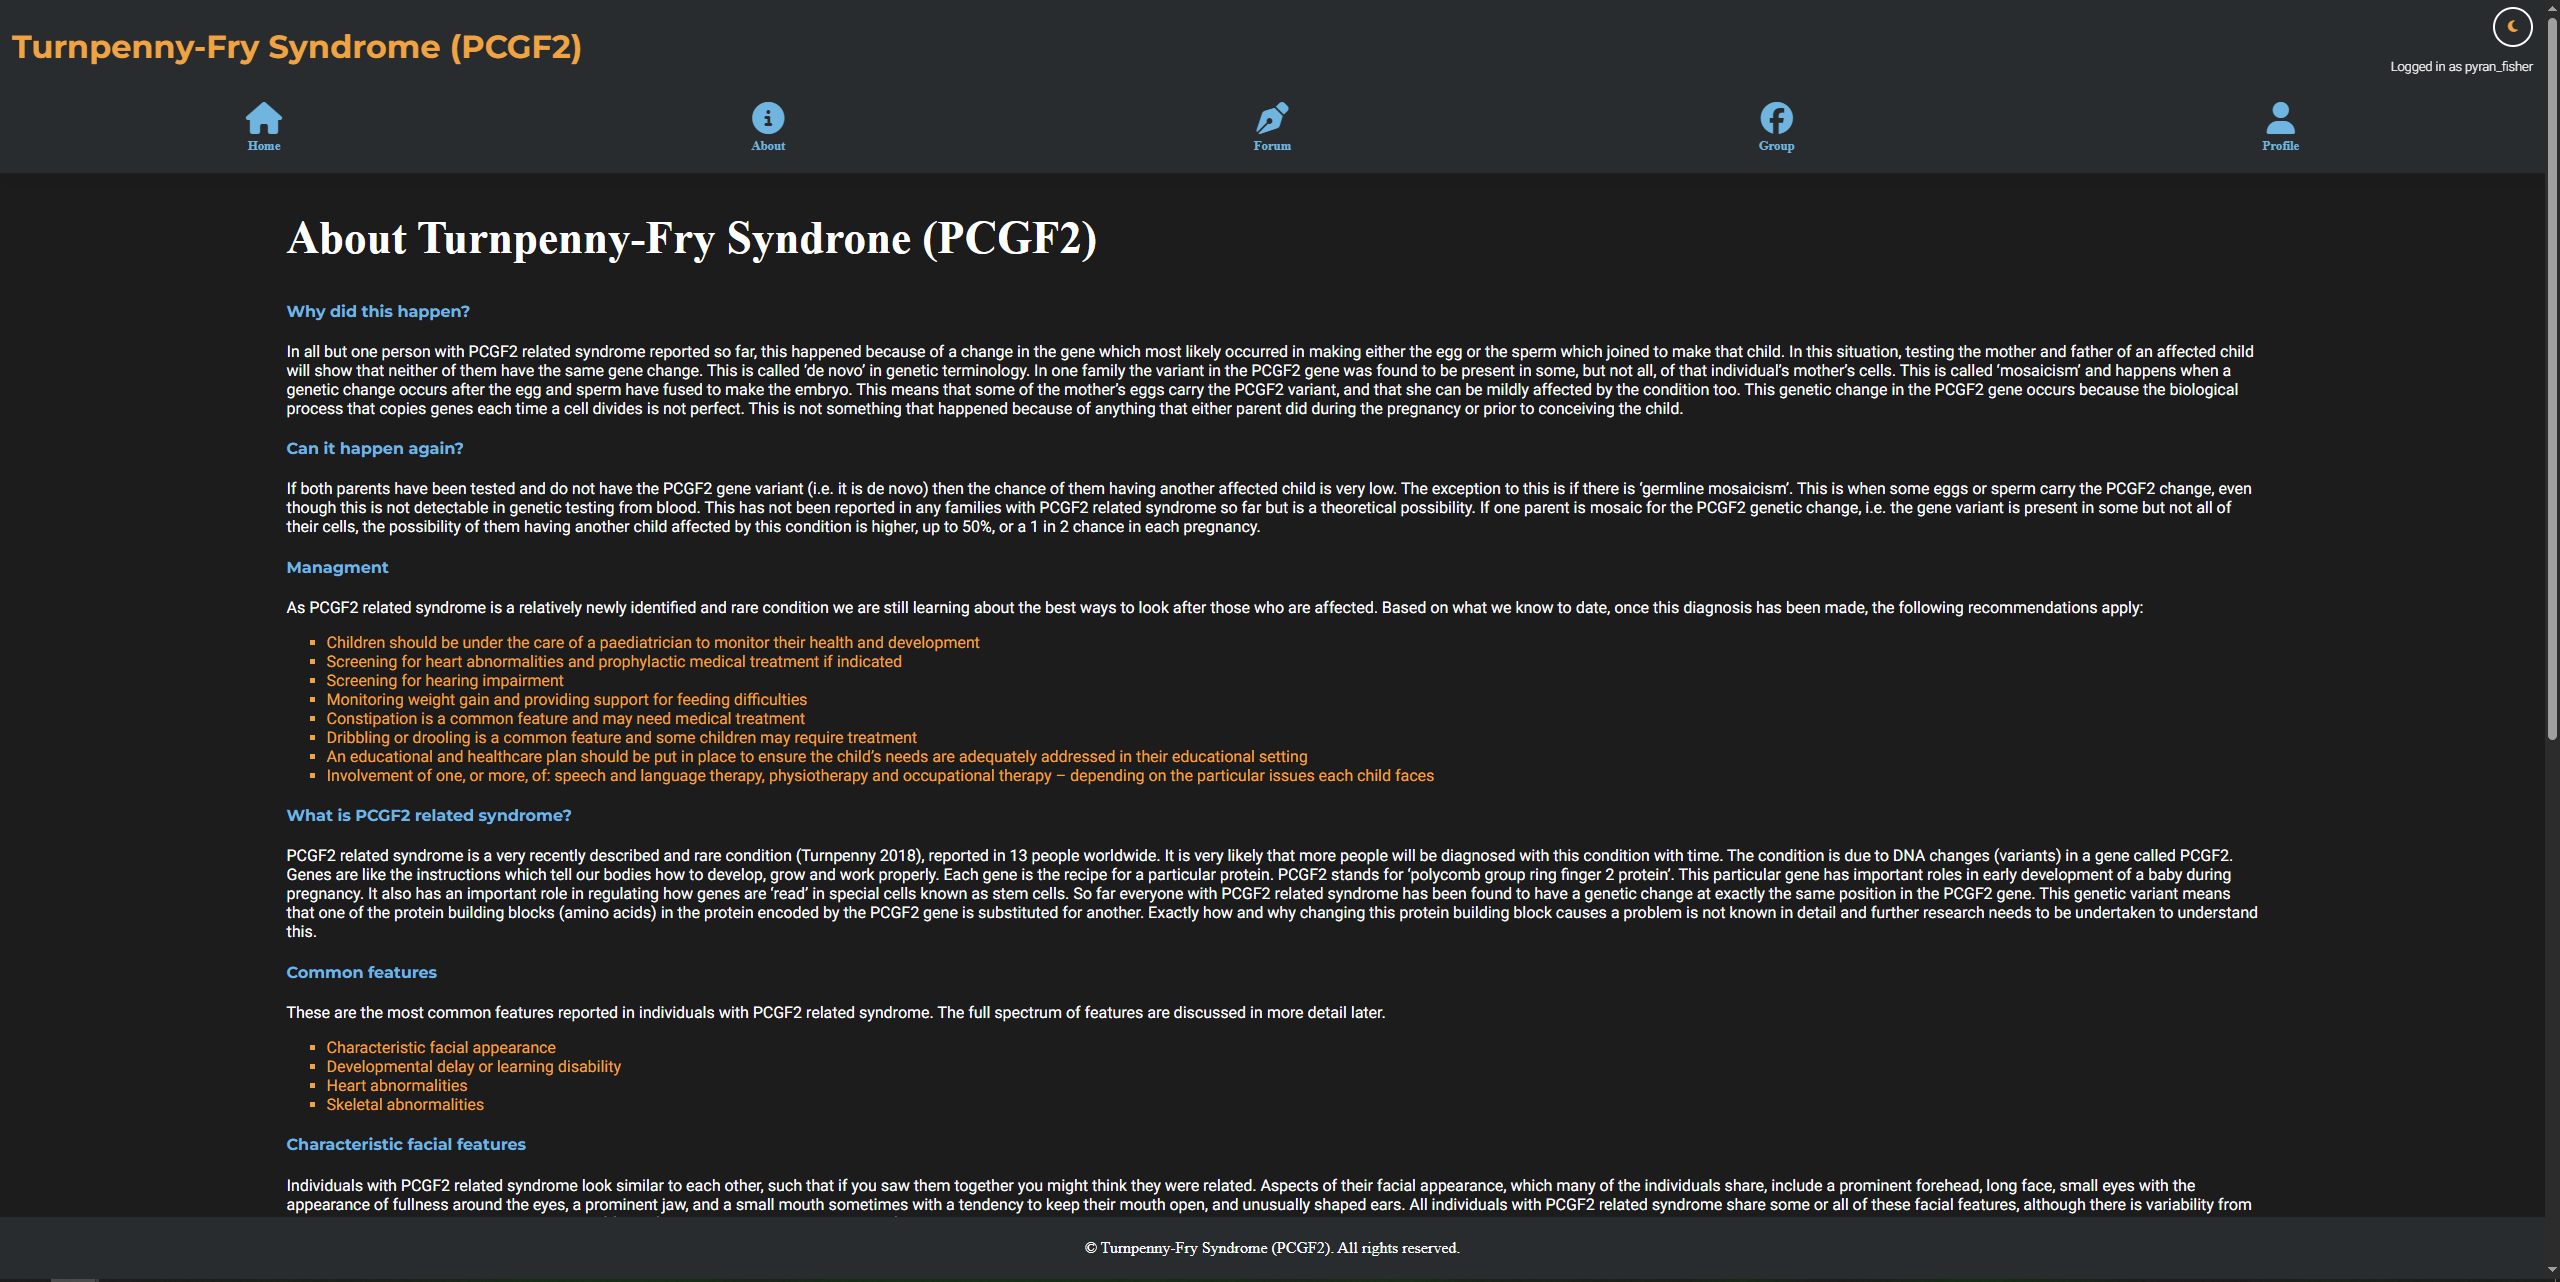 Turnpenny-Fry Syndrome (PCGF2)
Logged in as pyran_fisher
Home
About
Forum
Group
Profile
About Turnpenny-Fry Syndrone (PCGF2)
Why did this happen?
In all but one person with PCGF2 related syndrome reported so far, this happened because of a change in the gene which most likely occurred in making either the egg or the sperm which joined to make that child. In this situation, testing the mother and father of an affected child
will show that neither of them have the same gene change. This is called ‘de novo’ in genetic terminology. In one family the variant in the PCGF2 gene was found to be present in some, but not all, of that individual’s mother’s cells. This is called ‘mosaicism’ and happens when a
genetic change occurs after the egg and sperm have fused to make the embryo. This means that some of the mother’s eggs carry the PCGF2 variant, and that she can be mildly affected by the condition too. This genetic change in the PCGF2 gene occurs because the biological
process that copies genes each time a cell divides is not perfect. This is not something that happened because of anything that either parent did during the pregnancy or prior to conceiving the child.
Can it happen again?
If both parents have been tested and do not have the PCGF2 gene variant (i.e. it is de novo) then the chance of them having another affected child is very low. The exception to this is if there is ‘germline mosaicism’. This is when some eggs or sperm carry the PCGF2 change, even
though this is not detectable in genetic testing from blood. This has not been reported in any families with PCGF2 related syndrome so far but is a theoretical possibility. If one parent is mosaic for the PCGF2 genetic change, i.e. the gene variant is present in some but not all of
their cells, the possibility of them having another child affected by this condition is higher, up to 50%, or a 1 in 2 chance in each pregnancy.
Managment
As PCGF2 related syndrome is a relatively newly identified and rare condition we are still learning about the best ways to look after those who are affected. Based on what we know to date, once this diagnosis has been made, the following recommendations apply:
▪ Children should be under the care of a paediatrician to monitor their health and development
▪ Screening for heart abnormalities and prophylactic medical treatment if indicated
▪ Screening for hearing impairment
▪ Monitoring weight gain and providing support for feeding difficulties
▪ Constipation is a common feature and may need medical treatment
▪ Dribbling or drooling is a common feature and some children may require treatment
▪ An educational and healthcare plan should be put in place to ensure the child’s needs are adequately addressed in their educational setting
▪ Involvement of one, or more, of: speech and language therapy, physiotherapy and occupational therapy – depending on the particular issues each child faces
What is PCGF2 related syndrome?
PCGF2 related syndrome is a very recently described and rare condition (Turnpenny 2018), reported in 13 people worldwide. It is very likely that more people will be diagnosed with this condition with time. The condition is due to DNA changes (variants) in a gene called PCGF2.
Genes are like the instructions which tell our bodies how to develop, grow and work properly. Each gene is the recipe for a particular protein. PCGF2 stands for ‘polycomb group ring finger 2 protein’. This particular gene has important roles in early development of a baby during
pregnancy. It also has an important role in regulating how genes are ‘read’ in special cells known as stem cells. So far everyone with PCGF2 related syndrome has been found to have a genetic change at exactly the same position in the PCGF2 gene. This genetic variant means
that one of the protein building blocks (amino acids) in the protein encoded by the PCGF2 gene is substituted for another. Exactly how and why changing this protein building block causes a problem is not known in detail and further research needs to be undertaken to understand
this.
Common features
These are the most common features reported in individuals with PCGF2 related syndrome. The full spectrum of features are discussed in more detail later.
▪ Characteristic facial appearance
▪ Developmental delay or learning disability
▪ Heart abnormalities
▪ Skeletal abnormalities
Characteristic facial features
Individuals with PCGF2 related syndrome look similar to each other, such that if you saw them together you might think they were related. Aspects of their facial appearance, which many of the individuals share, include a prominent forehead, long face, small eyes with the
appearance of fullness around the eyes, a prominent jaw, and a small mouth sometimes with a tendency to keep their mouth open, and unusually shaped ears. All individuals with PCGF2 related syndrome share some or all of these facial features, although there is variability from
© Turnpenny-Fry Syndrome (PCGF2). All rights reserved.